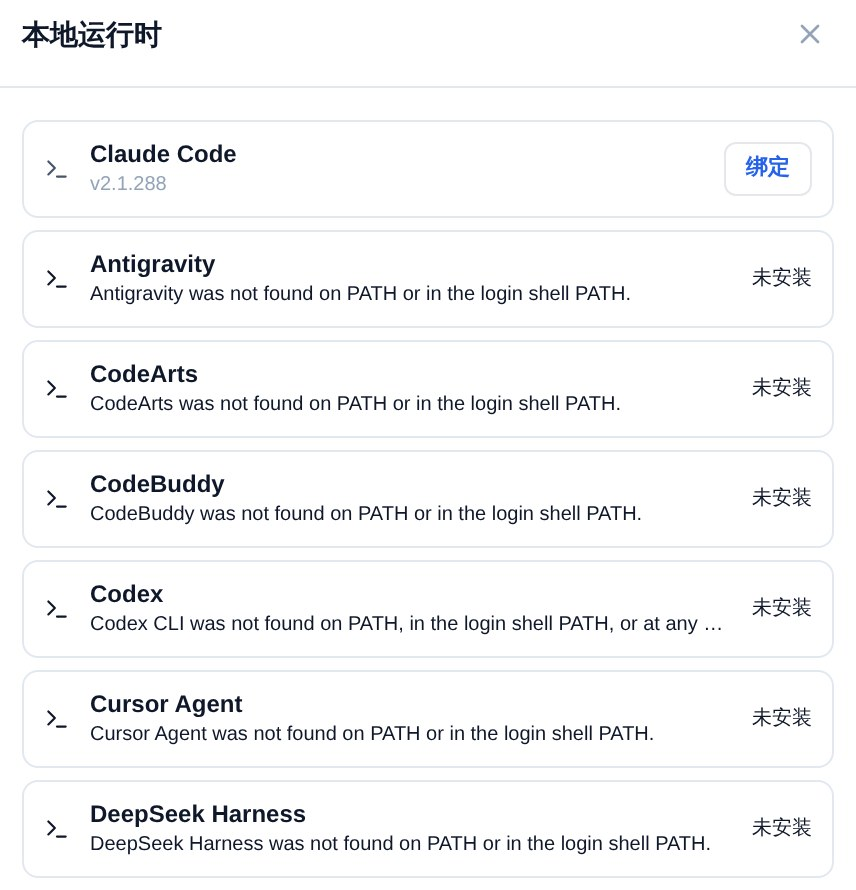 本地运行时
Claude Code
v2.1.288
绑定
Antigravity
Antigravity was not found on PATH or in the login shell PATH.
未安装
CodeArts
CodeArts was not found on PATH or in the login shell PATH.
未安装
CodeBuddy
CodeBuddy was not found on PATH or in the login shell PATH.
未安装
Codex
Codex CLI was not found on PATH, in the login shell PATH, or at any …
未安装
Cursor Agent
Cursor Agent was not found on PATH or in the login shell PATH.
未安装
DeepSeek Harness
DeepSeek Harness was not found on PATH or in the login shell PATH.
未安装